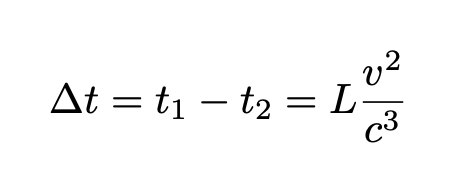 Δt = t₁ − t₂ = L v²/c³